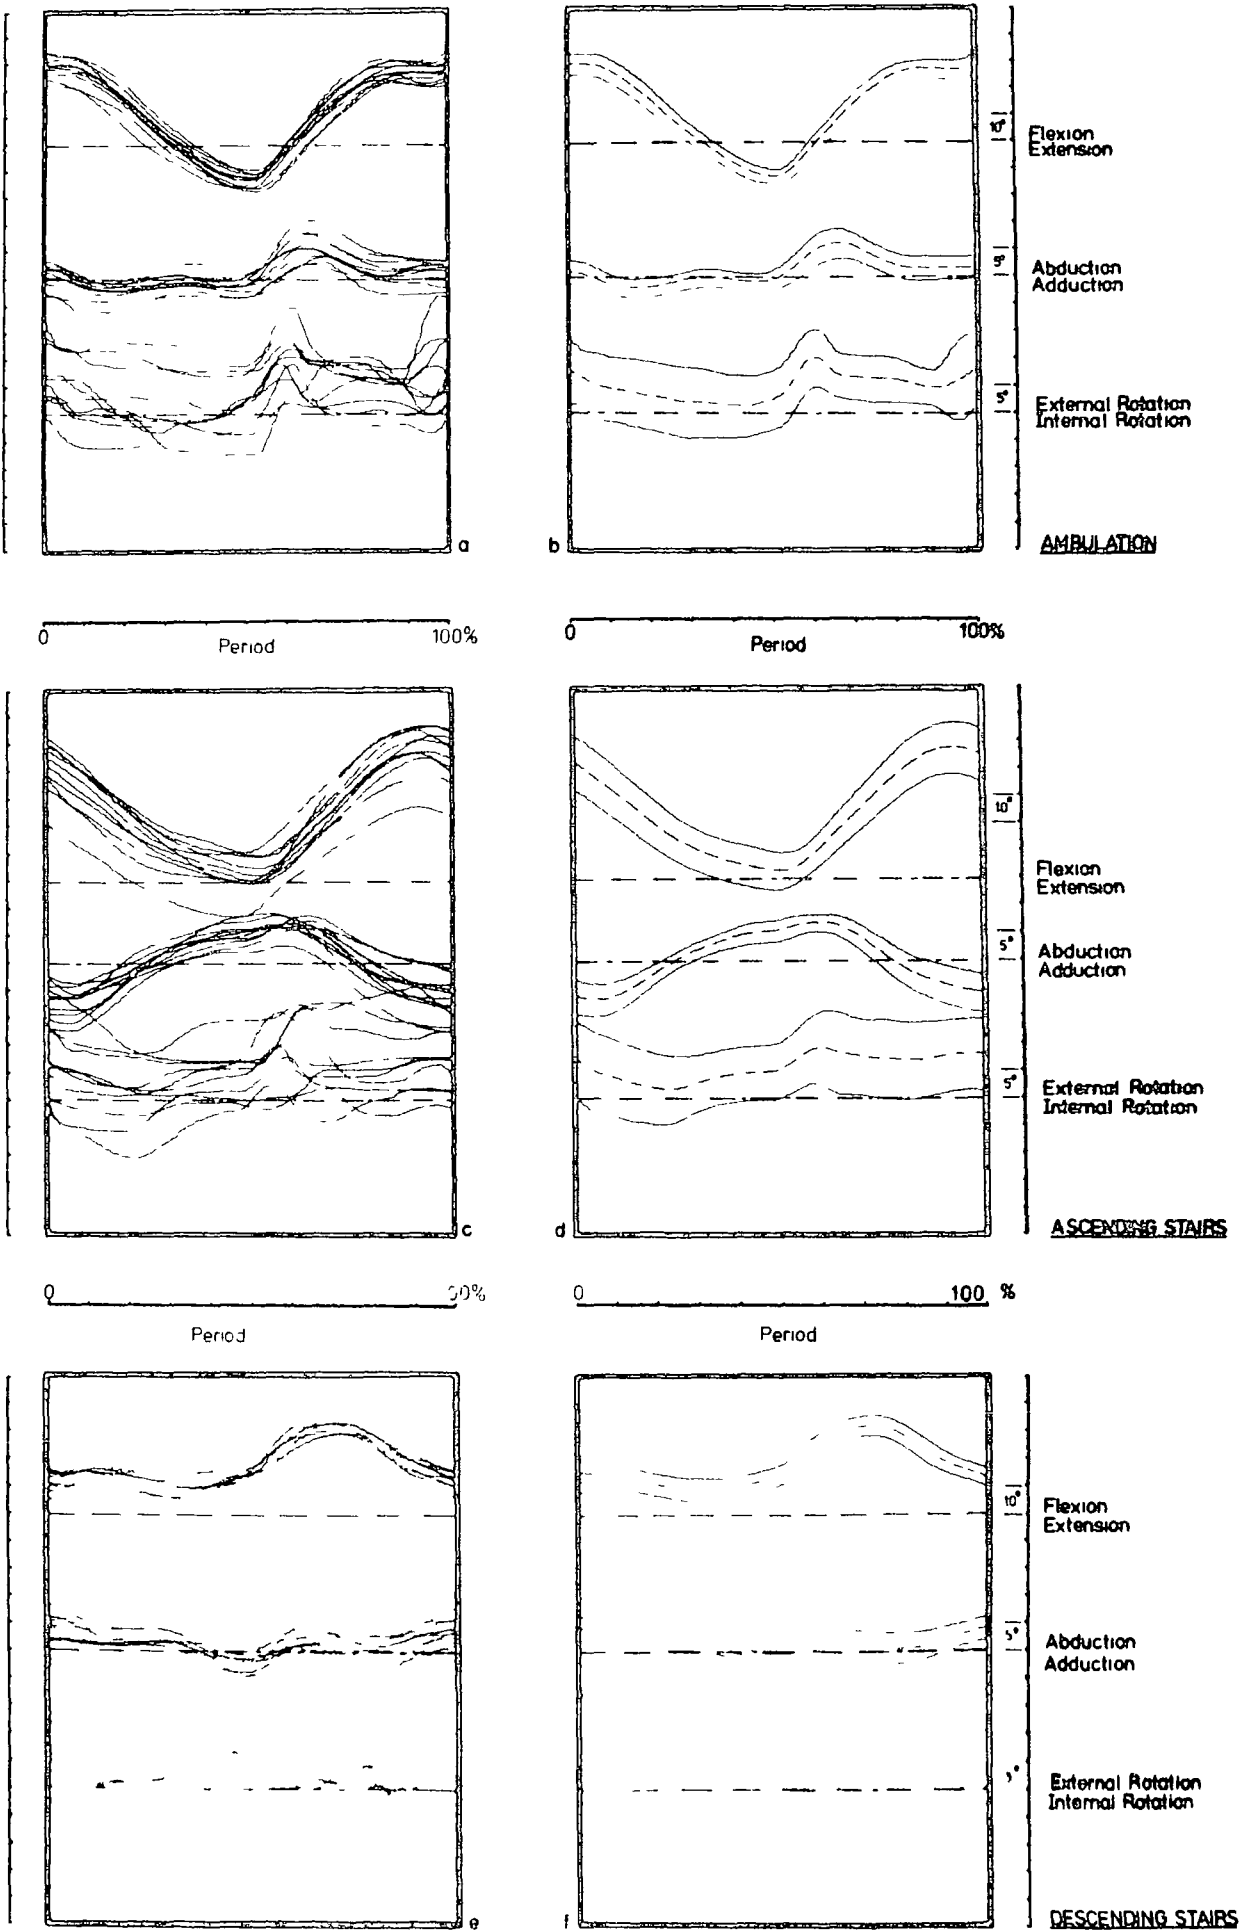 10°
Flexion
Extension
5°
Abduction
Adduction
5°
External Rotation
Internal Rotation
a
b
AMBULATION
0
100%
0
100%
Period
Period
10°
Flexion
Extension
5°
Abduction
Adduction
5°
External Rotation
Internal Rotation
c
d
ASCENDING STAIRS
0
0
100 %
Period
Period
10°
Flexion
Extension
5°
Abduction
Adduction
External Rotation
Internal Rotation
e
f
DESCENDING STAIRS